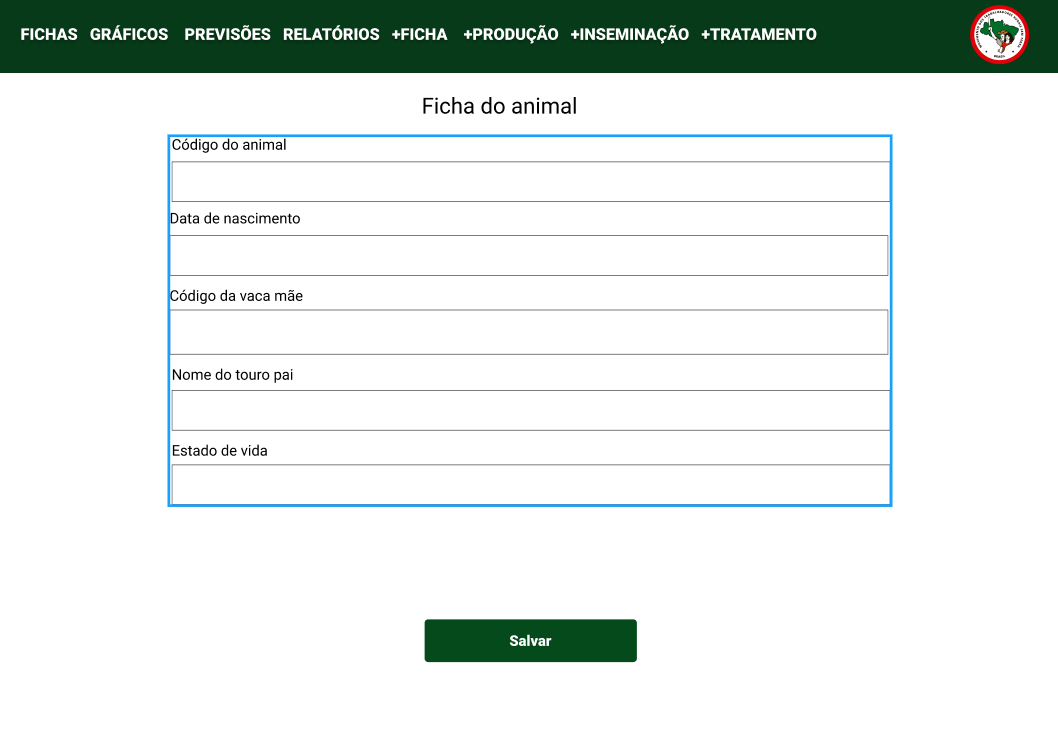 FICHAS GRÁFICOS PREVISÕES RELATÓRIOS +FICHA +PRODUÇÃO +INSEMINAÇÃO +TRATAMENTO
Ficha do animal
Código do animal
Data de nascimento
Código da vaca mãe
Nome do touro pai
Estado de vida
Salvar